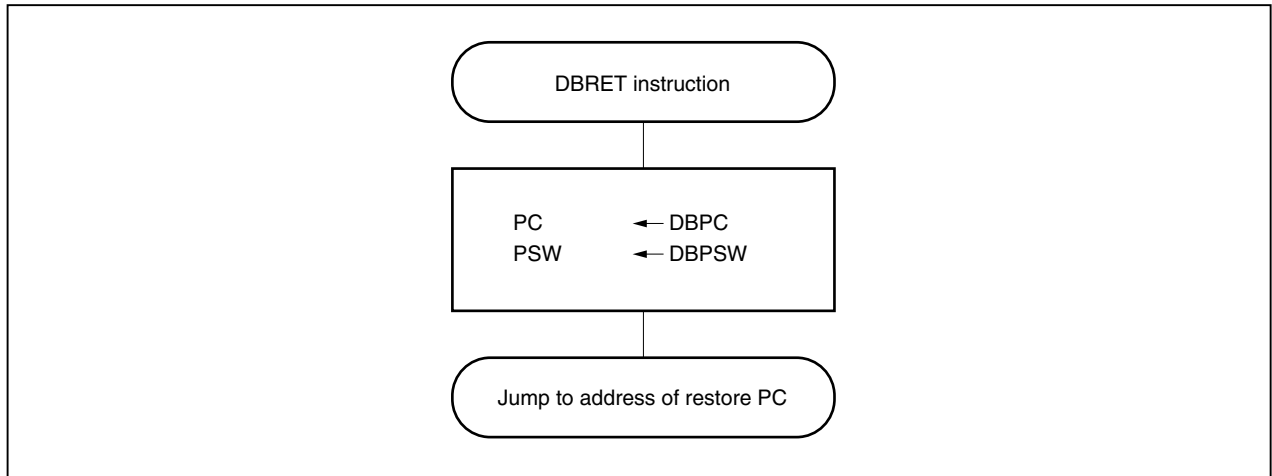 DBRET instruction
PC ← DBPC
PSW ← DBPSW
Jump to address of restore PC